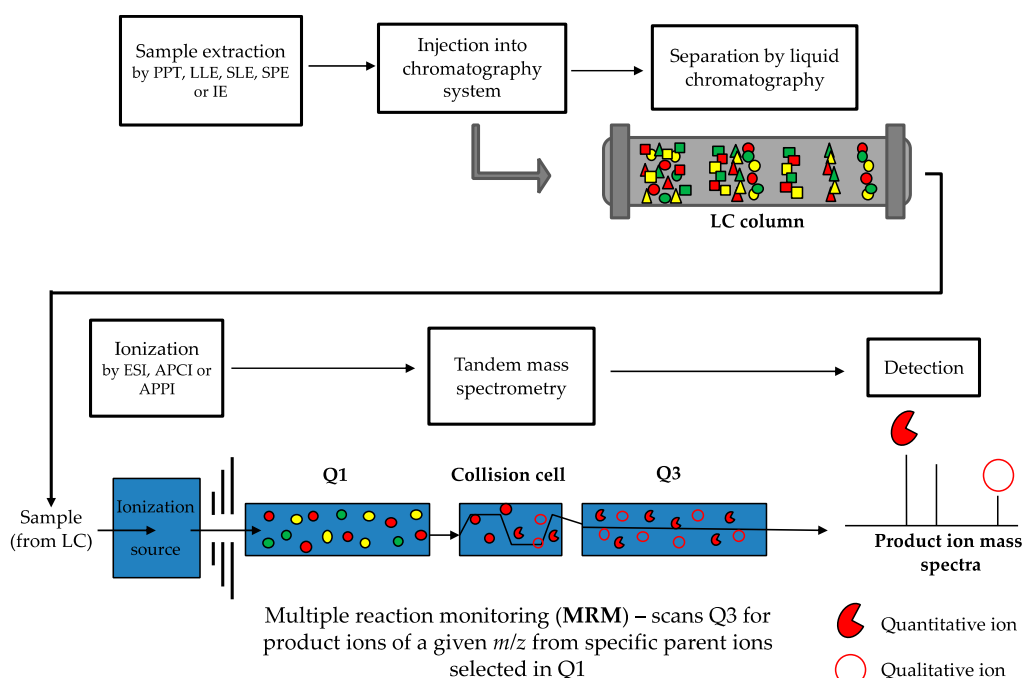 Sample extraction
by PPT, LLE, SLE, SPE
or IE
Injection into
chromatography
system
Separation by liquid
chromatography
LC column
Ionization
by ESI, APCI or
APPI
Tandem mass
spectrometry
Detection
Q1
Collision cell
Q3
Sample
(from LC)
Ionization
source
Product ion mass
spectra
Multiple reaction monitoring (MRM) – scans Q3 for
product ions of a given m/z from specific parent ions
selected in Q1
Quantitative ion
Qualitative ion